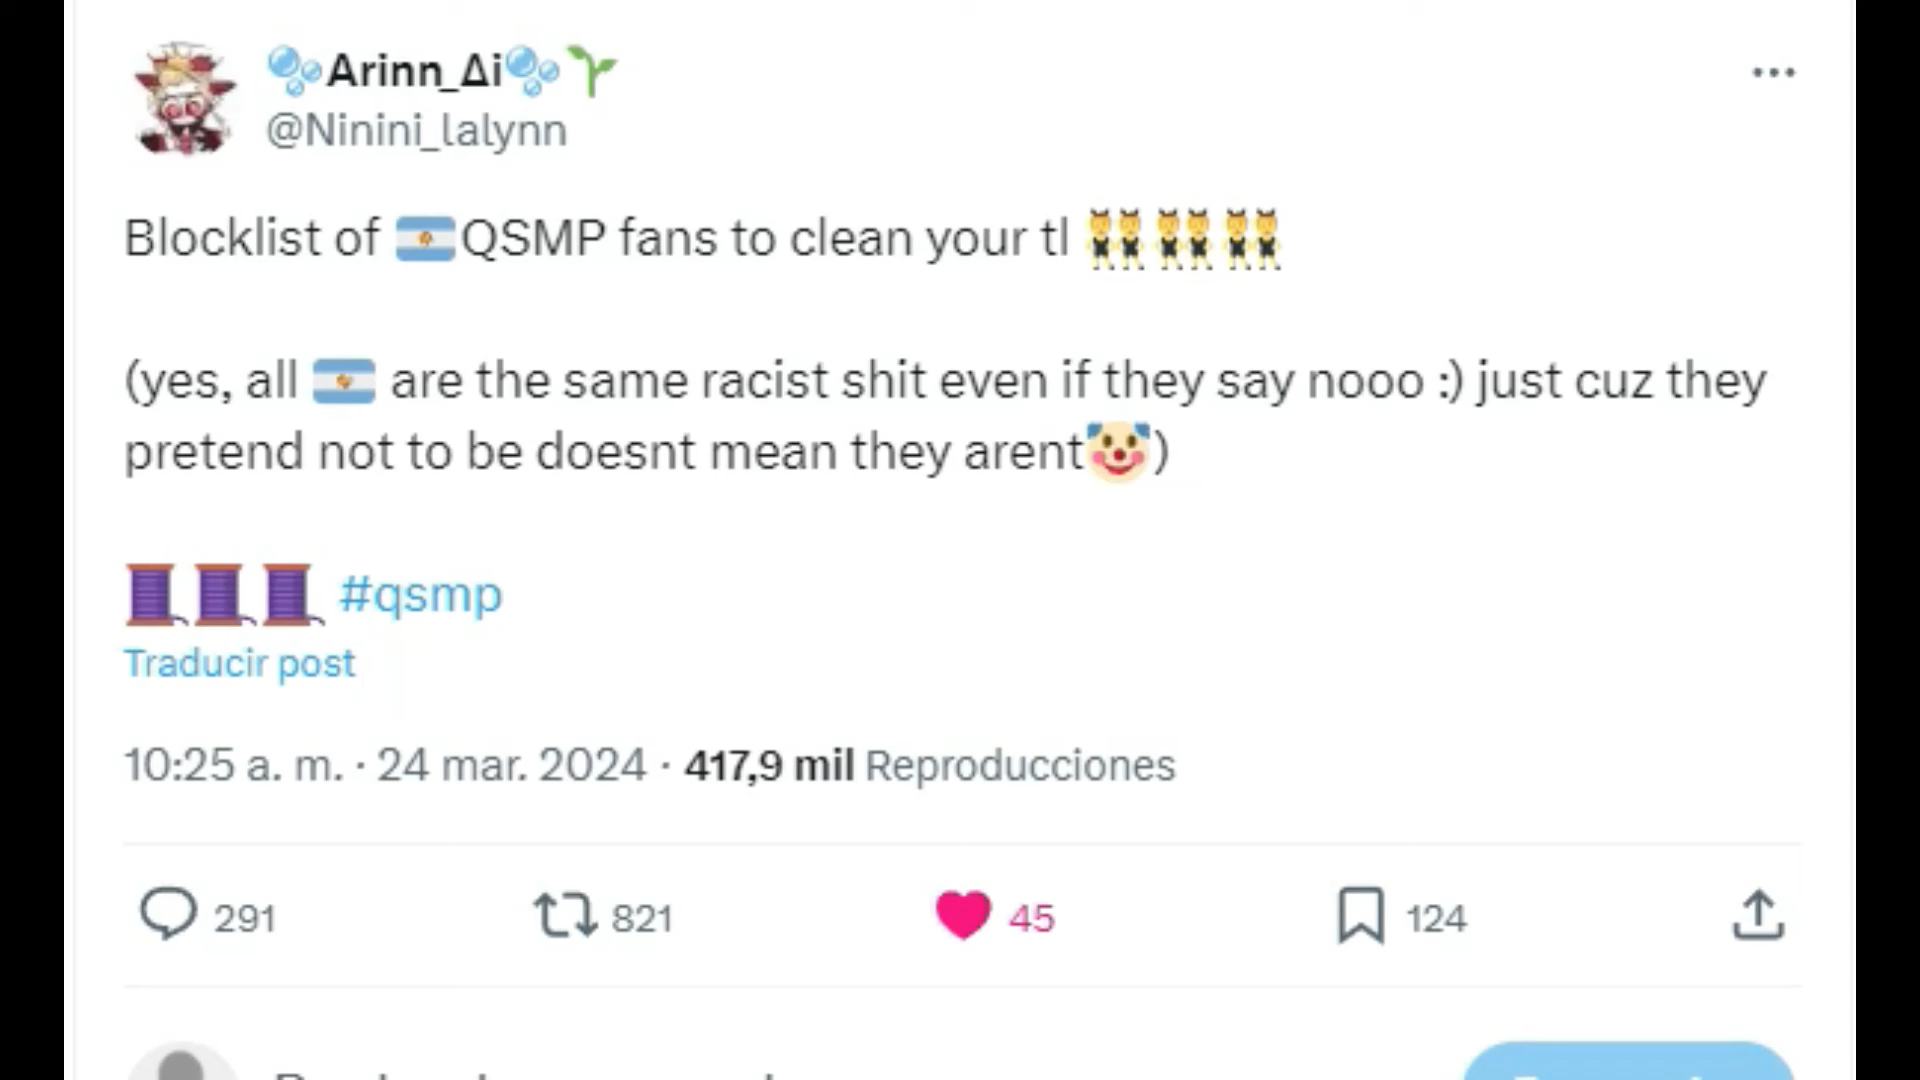 🫧Arinn_Δi🫧🌱
@Ninini_lalynn
Blocklist of 🇦🇷QSMP fans to clean your tl 👯‍♂️👯‍♂️👯‍♂️
(yes, all 🇦🇷 are the same racist shit even if they say nooo :) just cuz they
pretend not to be doesnt mean they arent🤡)
🧵🧵🧵 #qsmp
Traducir post
10:25 a. m. · 24 mar. 2024 · 417,9 mil Reproducciones
291 821 45 124